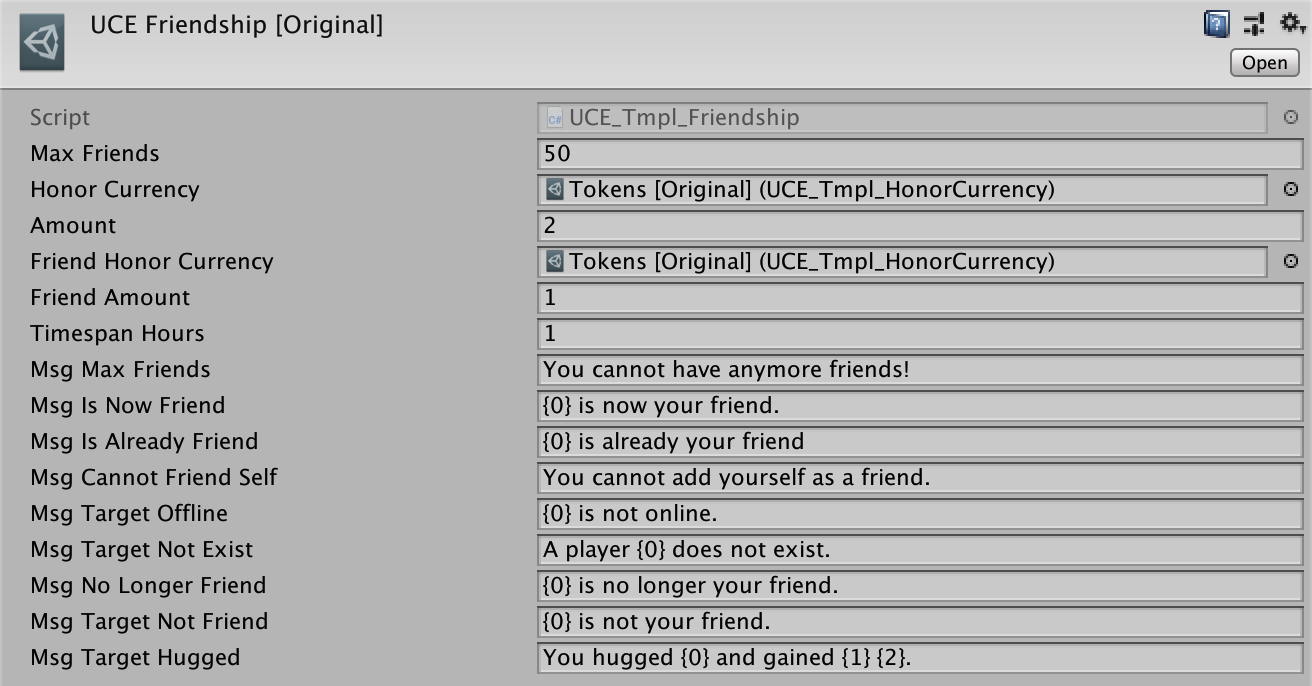 UCE Friendship [Original]
Open
Script UCE_Tmpl_Friendship
Max Friends 50
Honor Currency Tokens [Original] (UCE_Tmpl_HonorCurrency)
Amount 2
Friend Honor Currency Tokens [Original] (UCE_Tmpl_HonorCurrency)
Friend Amount 1
Timespan Hours 1
Msg Max Friends You cannot have anymore friends!
Msg Is Now Friend {0} is now your friend.
Msg Is Already Friend {0} is already your friend
Msg Cannot Friend Self You cannot add yourself as a friend.
Msg Target Offline {0} is not online.
Msg Target Not Exist A player {0} does not exist.
Msg No Longer Friend {0} is no longer your friend.
Msg Target Not Friend {0} is not your friend.
Msg Target Hugged You hugged {0} and gained {1} {2}.